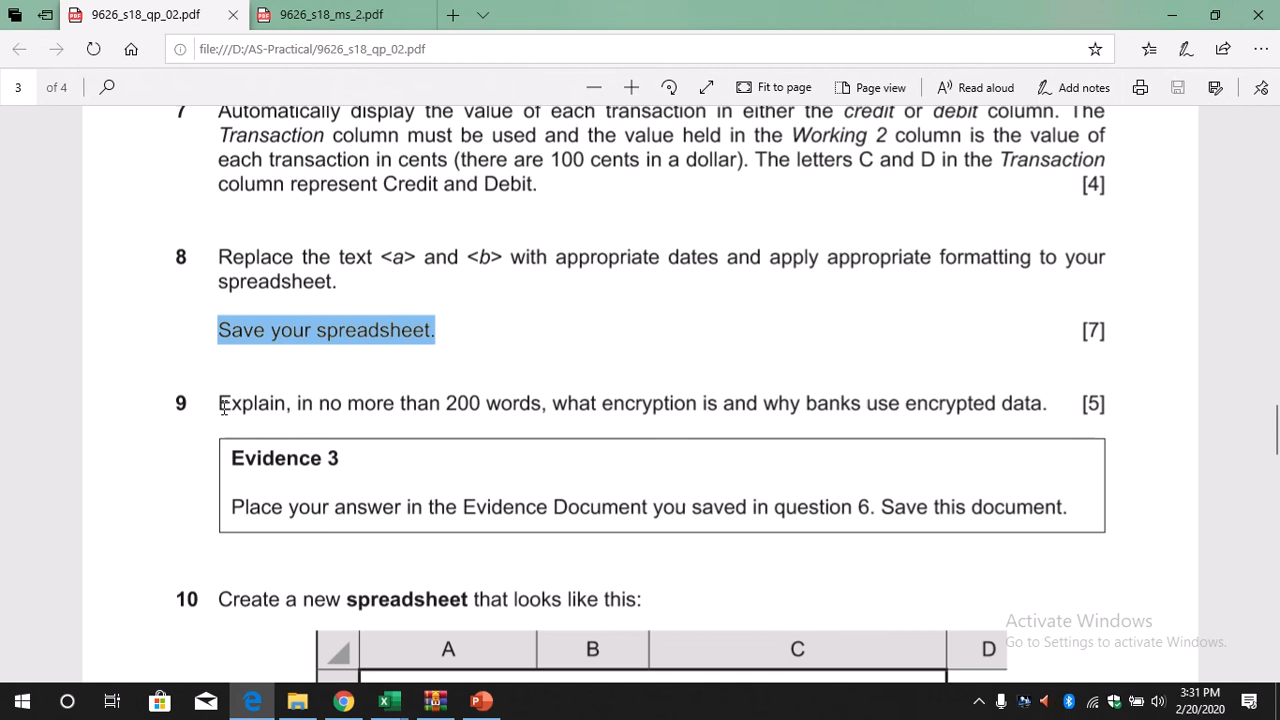 9626_s18_qp_02.pdf
9626_s18_ms_2.pdf
file:///D:/AS-Practical/9626_s18_qp_02.pdf
3 of 4
Fit to page
Page view
Read aloud
Add notes
7 Automatically display the value of each transaction in either the credit or debit column. The
Transaction column must be used and the value held in the Working 2 column is the value of
each transaction in cents (there are 100 cents in a dollar). The letters C and D in the Transaction
column represent Credit and Debit. [4]
8 Replace the text <a> and <b> with appropriate dates and apply appropriate formatting to your
spreadsheet.
Save your spreadsheet. [7]
9 Explain, in no more than 200 words, what encryption is and why banks use encrypted data. [5]
Evidence 3
Place your answer in the Evidence Document you saved in question 6. Save this document.
10 Create a new spreadsheet that looks like this:
A B C D
Activate Windows
Go to Settings to activate Windows.
3:31 PM
2/20/2020